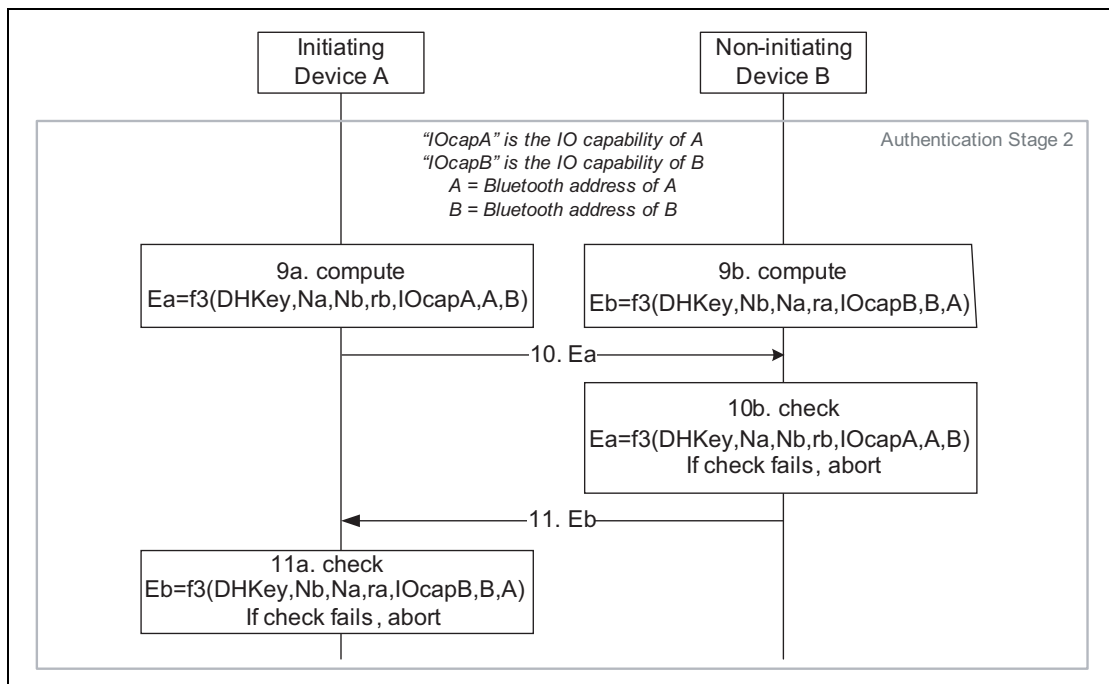 Initiating
Device A
Non-initiating
Device B
“IOcapA” is the IO capability of A
“IOcapB” is the IO capability of B
A = Bluetooth address of A
B = Bluetooth address of B
Authentication Stage 2
9a. compute
Ea=f3(DHKey,Na,Nb,rb,IOcapA,A,B)
9b. compute
Eb=f3(DHKey,Nb,Na,ra,IOcapB,B,A)
10. Ea
10b. check
Ea=f3(DHKey,Na,Nb,rb,IOcapA,A,B)
If check fails, abort
11. Eb
11a. check
Eb=f3(DHKey,Nb,Na,ra,IOcapB,B,A)
If check fails, abort